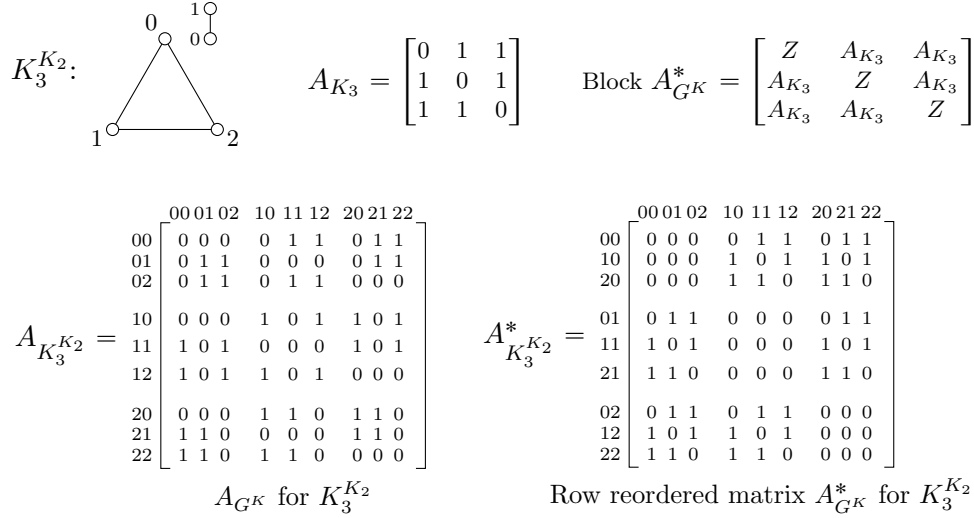 1
0 0
K_3^{K_2}:
1 2
A_{K_3} =
0 1 1
1 0 1
1 1 0
Block A*_{G^K} =
Z A_{K_3} A_{K_3}
A_{K_3} Z A_{K_3}
A_{K_3} A_{K_3} Z
A_{K_3^{K_2}} =
00 01 02 10 11 12 20 21 22
00 0 0 0 0 1 1 0 1 1
01 0 1 1 0 0 0 0 1 1
02 0 1 1 0 1 1 0 0 0
10 0 0 0 1 0 1 1 0 1
11 1 0 1 0 0 0 1 0 1
12 1 0 1 1 0 1 0 0 0
20 0 0 0 1 1 0 1 1 0
21 1 1 0 0 0 0 1 1 0
22 1 1 0 1 1 0 0 0 0
A_{G^K} for K_3^{K_2}
A*_{K_3^{K_2}} =
00 01 02 10 11 12 20 21 22
00 0 0 0 0 1 1 0 1 1
10 0 0 0 1 0 1 1 0 1
20 0 0 0 1 1 0 1 1 0
01 0 1 1 0 0 0 0 1 1
11 1 0 1 0 0 0 1 0 1
21 1 1 0 0 0 0 1 1 0
02 0 1 1 0 1 1 0 0 0
12 1 0 1 1 0 1 0 0 0
22 1 1 0 1 1 0 0 0 0
Row reordered matrix A*_{G^K} for K_3^{K_2}